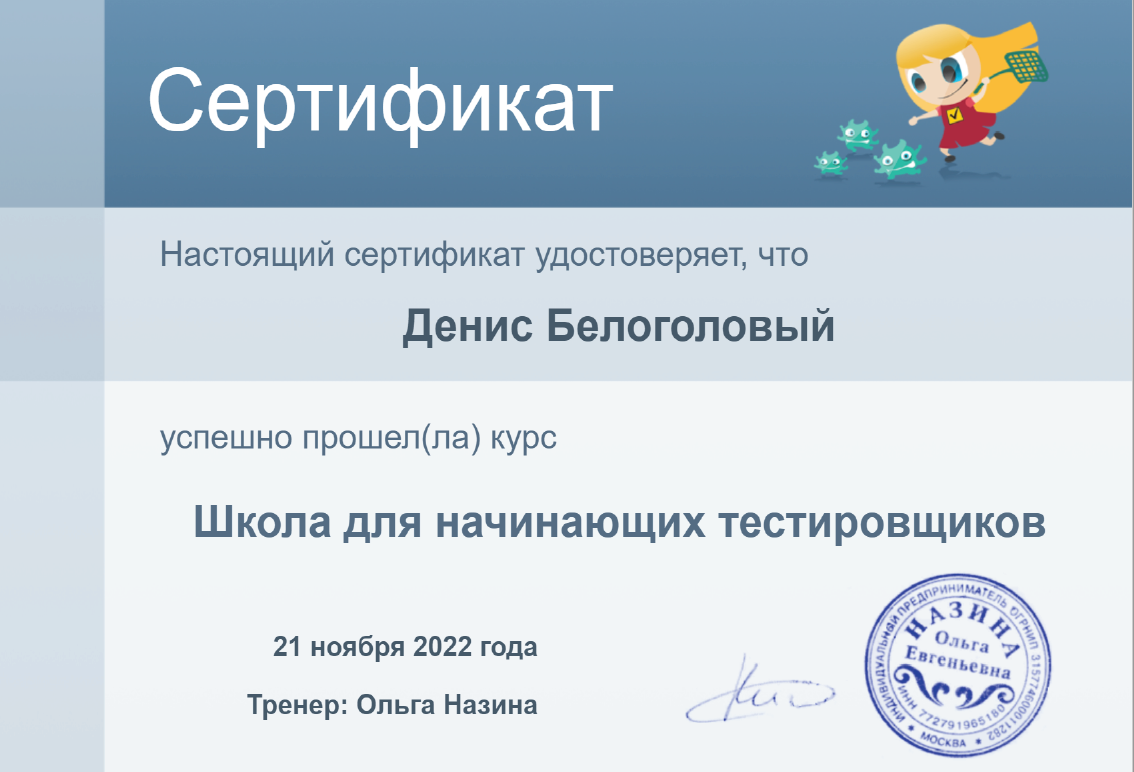 Сертификат
Настоящий сертификат удостоверяет, что
Денис Белоголовый
успешно прошел(ла) курс
Школа для начинающих тестировщиков
21 ноября 2022 года
Тренер: Ольга Назина
ИНДИВИДУАЛЬНЫЙ ПРЕДПРИНИМАТЕЛЬ ОГРНИП 315774600011282
НАЗИНА
Ольга
Евгеньевна
ИНН 772791965180
* МОСКВА *